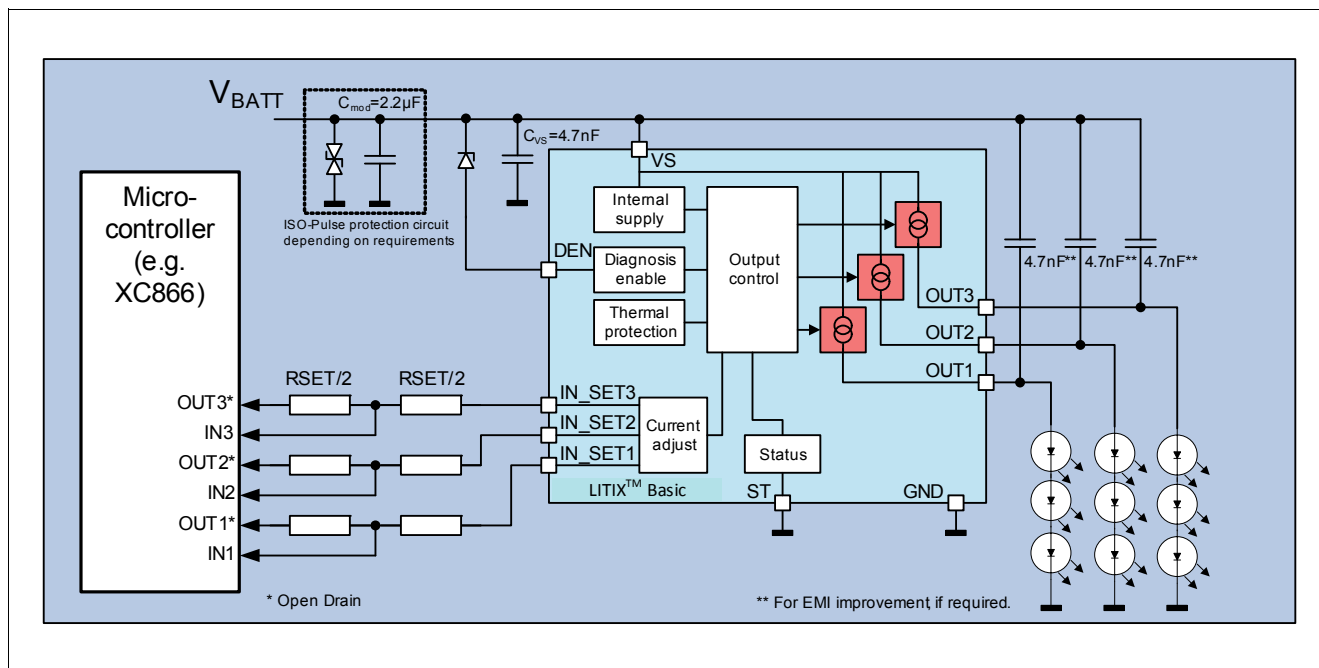 VBATT
Cmod=2.2µF
CVS=4.7nF
ISO-Pulse protection circuit
depending on requirements
Micro-
controller
(e.g.
XC866)
OUT3*
IN3
OUT2*
IN2
OUT1*
IN1
RSET/2
RSET/2
* Open Drain
VS
Internal
supply
DEN
Diagnosis
enable
Thermal
protection
Output
control
IN_SET3
IN_SET2
IN_SET1
Current
adjust
Status
LITIX™ Basic
ST
GND
OUT3
OUT2
OUT1
4.7nF**
4.7nF**
4.7nF**
** For EMI improvement, if required.